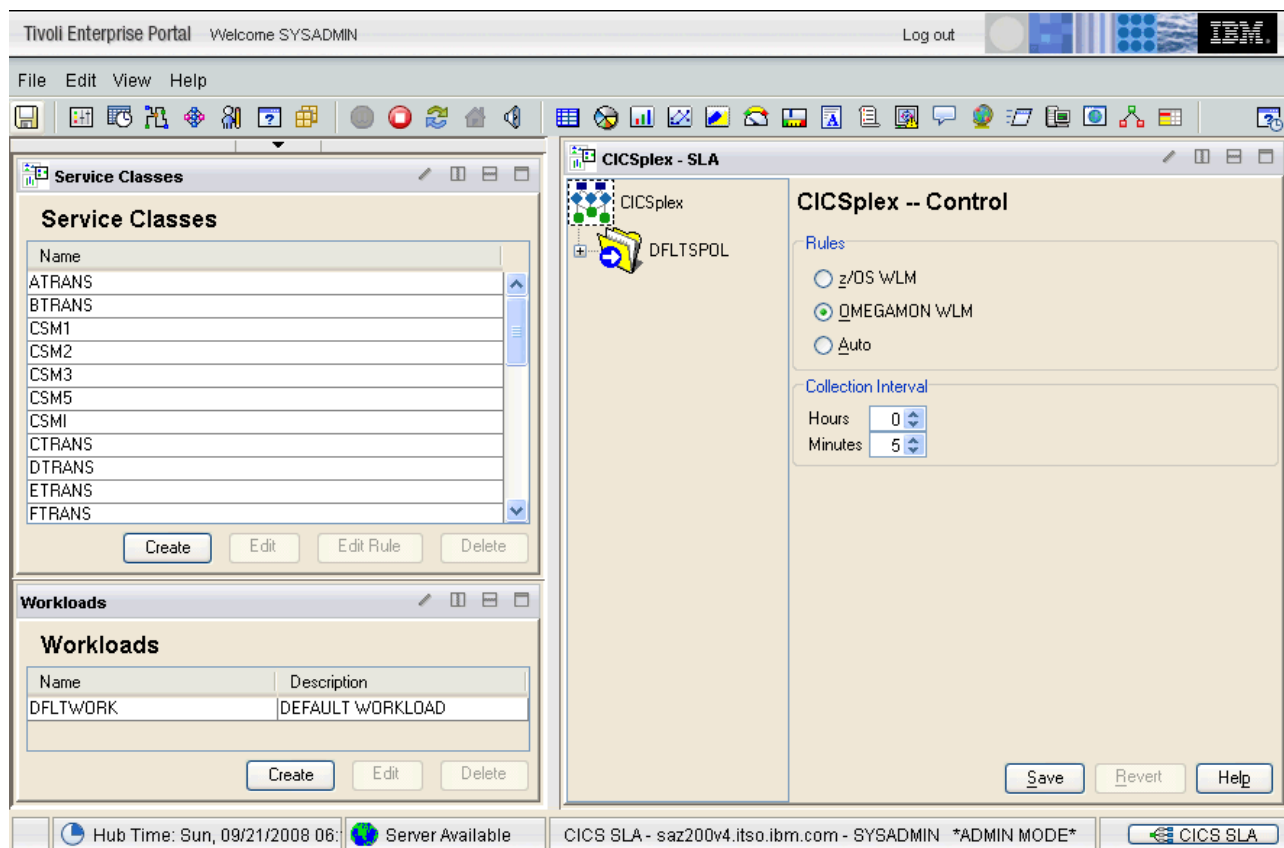 Tivoli Enterprise Portal Welcome SYSADMIN Log out IBM.
File Edit View Help
Service Classes
Service Classes
Name
ATRANS
BTRANS
CSM1
CSM2
CSM3
CSM5
CSMI
CTRANS
DTRANS
ETRANS
FTRANS
Create Edit Edit Rule Delete
Workloads
Workloads
Name Description
DFLTWORK DEFAULT WORKLOAD
Create Edit Delete
CICSplex - SLA
CICSplex
DFLTSPOL
CICSplex -- Control
Rules
z/OS WLM
OMEGAMON WLM
Auto
Collection Interval
Hours 0
Minutes 5
Save Revert Help
Hub Time: Sun, 09/21/2008 06: Server Available CICS SLA - saz200v4.itso.ibm.com - SYSADMIN *ADMIN MODE* CICS SLA